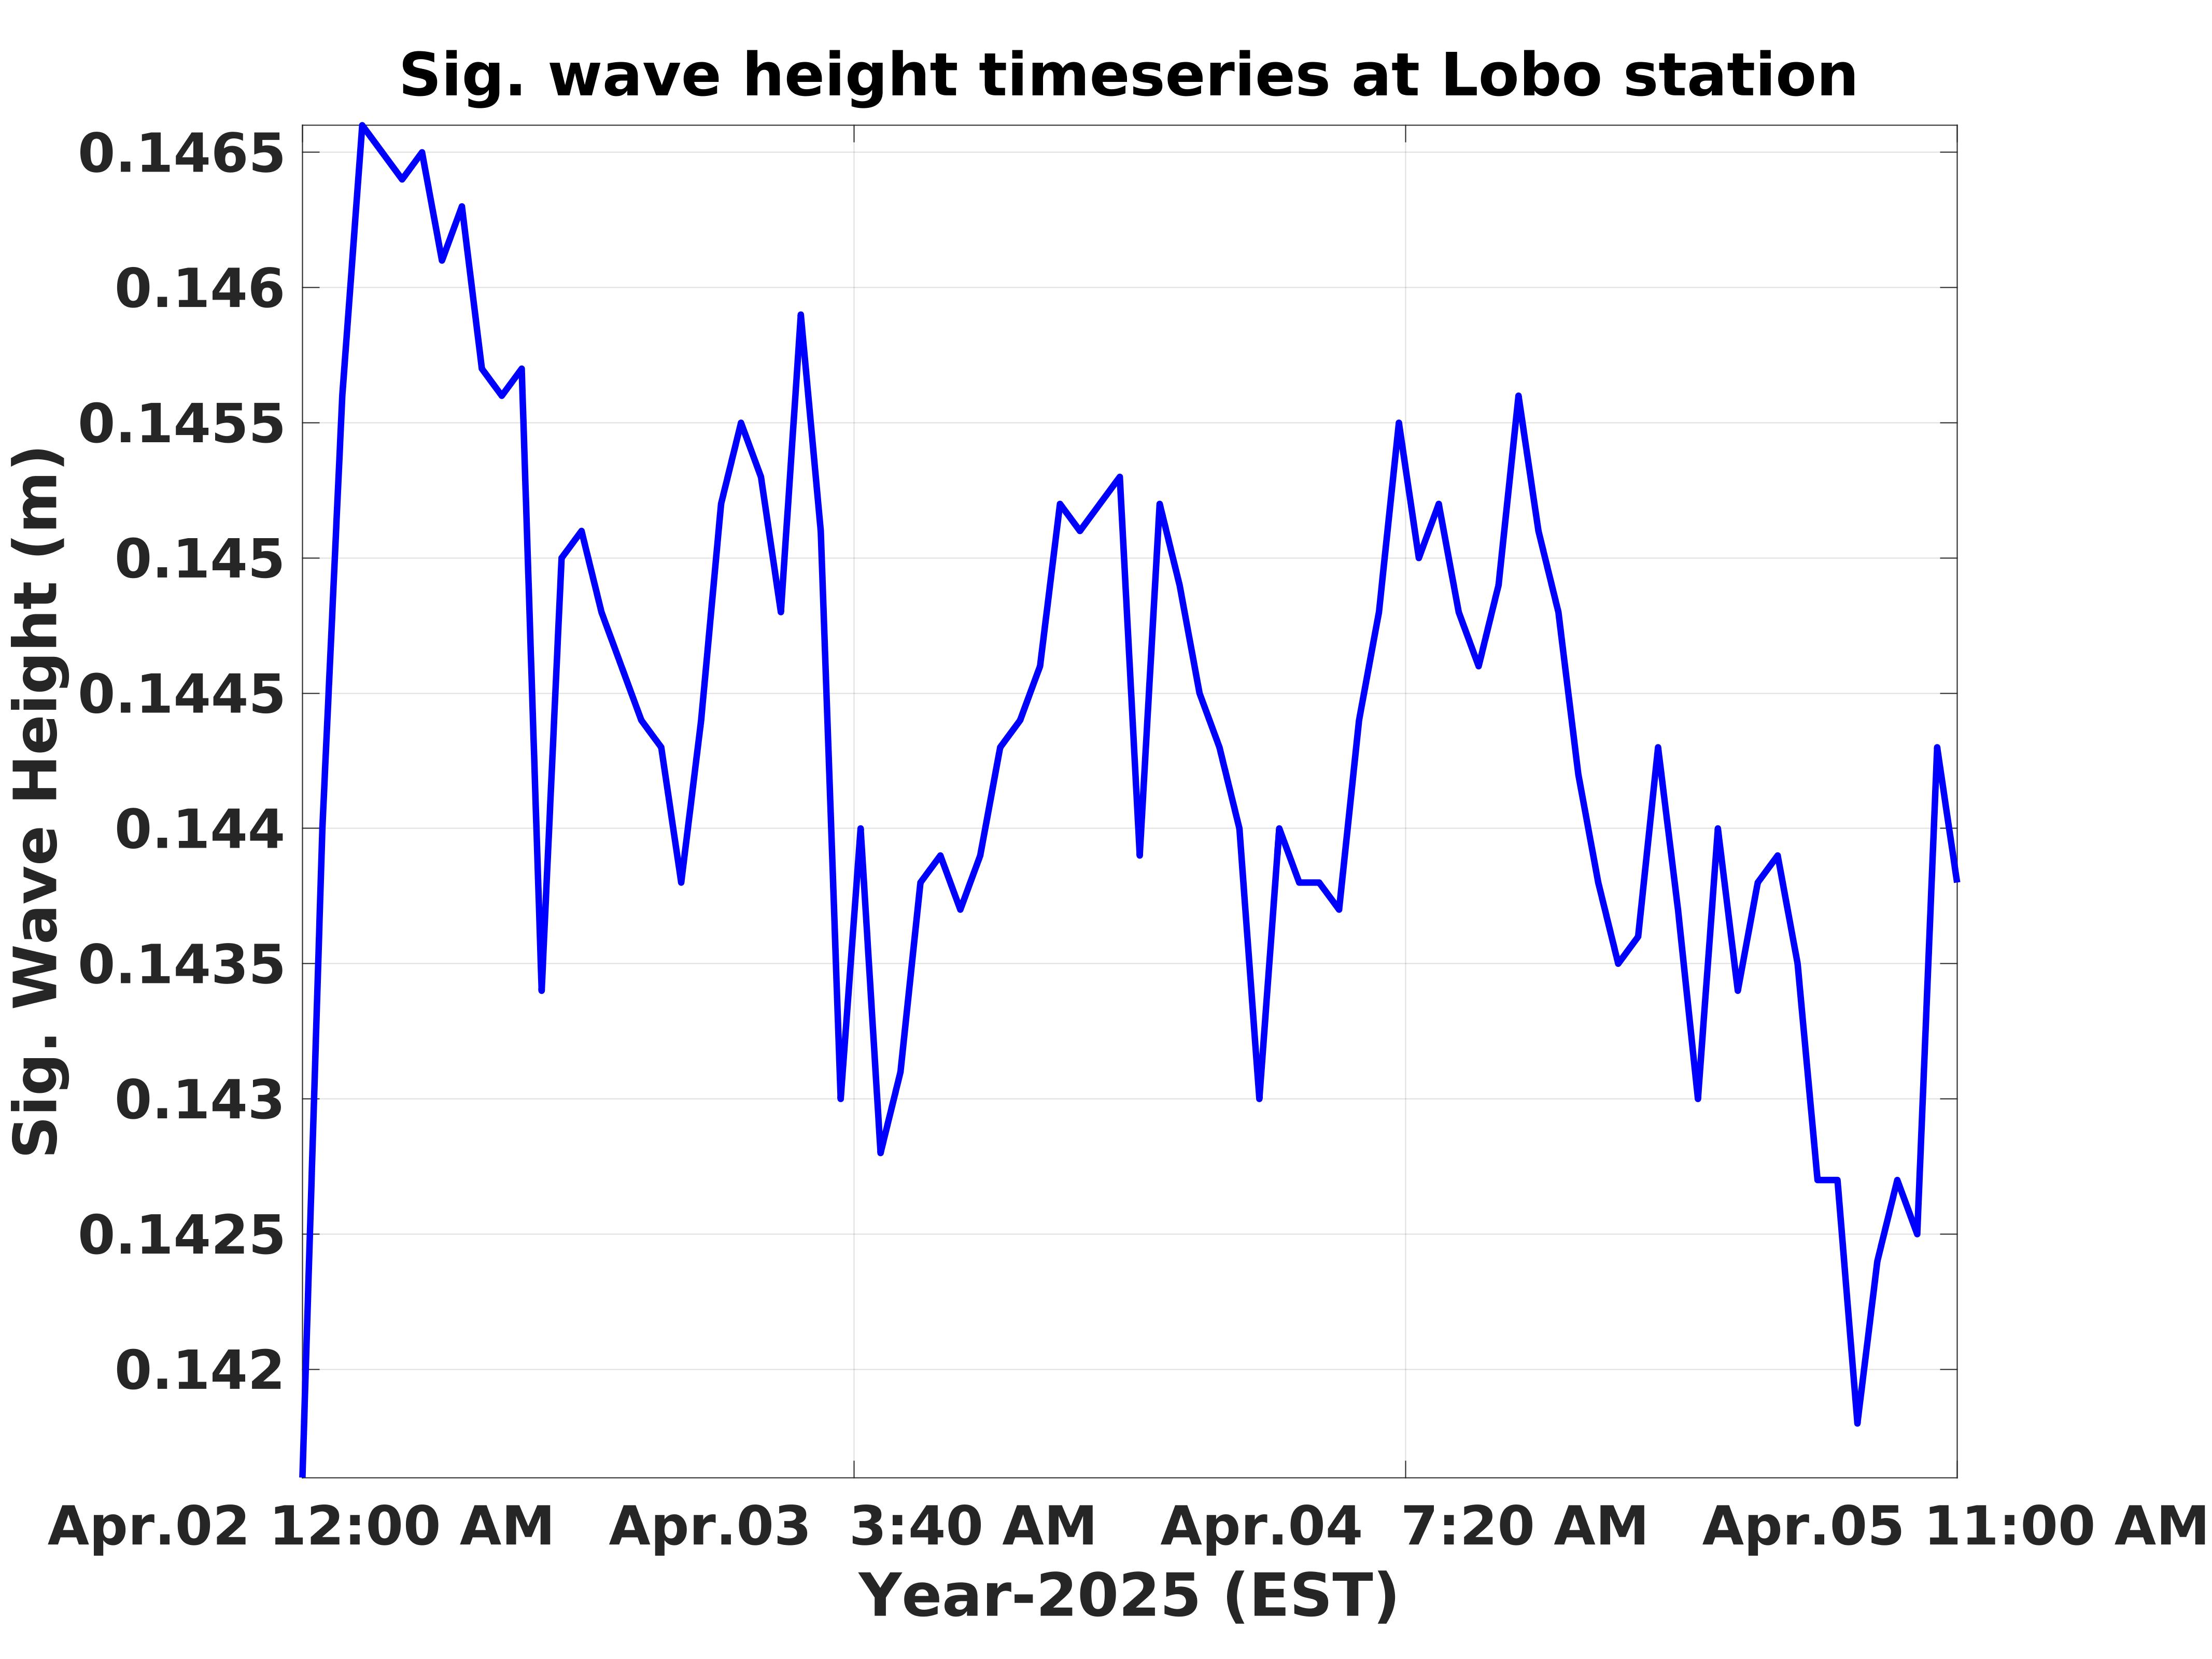 Sig. wave height timeseries at Lobo station
Sig. Wave Height (m)
0.1465
0.146
0.1455
0.145
0.1445
0.144
0.1435
0.143
0.1425
0.142
Apr.02 12:00 AM Apr.03 3:40 AM Apr.04 7:20 AM Apr.05 11:00 AM
Year-2025 (EST)